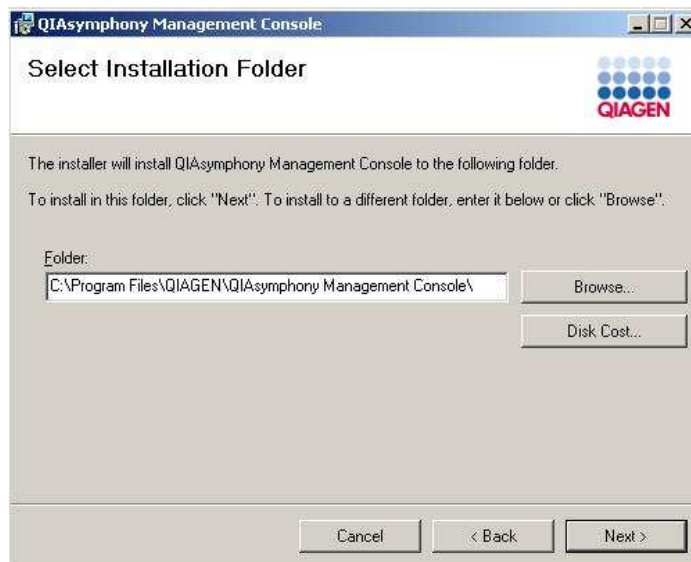 QIAsymphony Management Console
Select Installation Folder
QIAGEN
The installer will install QIAsymphony Management Console to the following folder.
To install in this folder, click "Next". To install to a different folder, enter it below or click "Browse".
Folder:
C:\Program Files\QIAGEN\QIAsymphony Management Console\
Browse...
Disk Cost...
Cancel
< Back
Next >